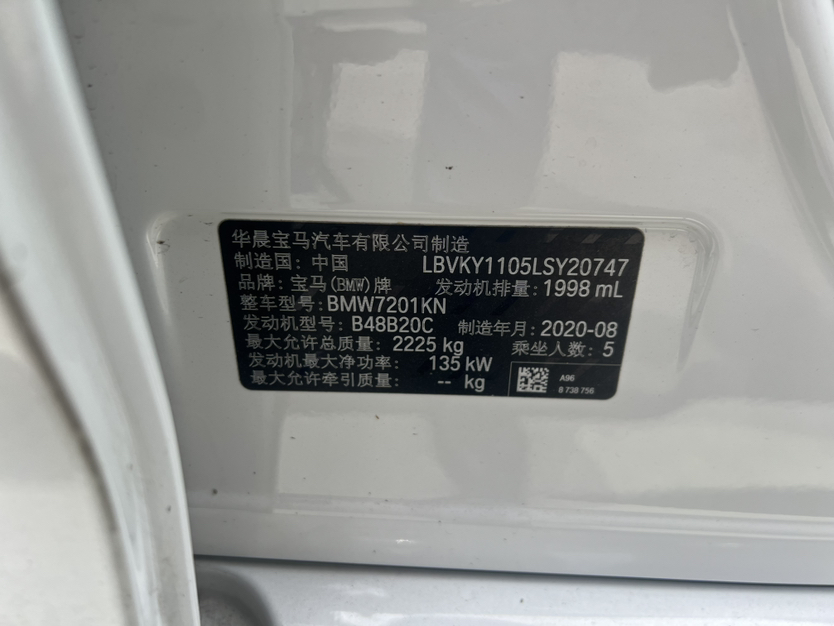 华晨宝马汽车有限公司制造
制造国: 中国 LBVKY1105LSY20747
品牌: 宝马(BMW)牌 发动机排量: 1998 mL
整车型号: BMW7201KN
发动机型号: B48B20C 制造年月: 2020-08
最大允许总质量: 2225 kg 乘坐人数: 5
发动机最大净功率: 135 kW
最大允许牵引质量: -- kg
A96
8 738 756